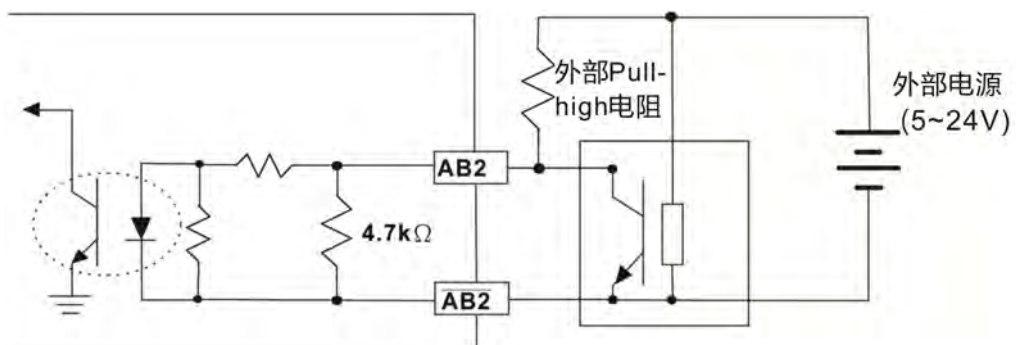 外部Pull-
high电阻
外部电源
(5~24V)
AB2
4.7kΩ
A̅B̅2̅